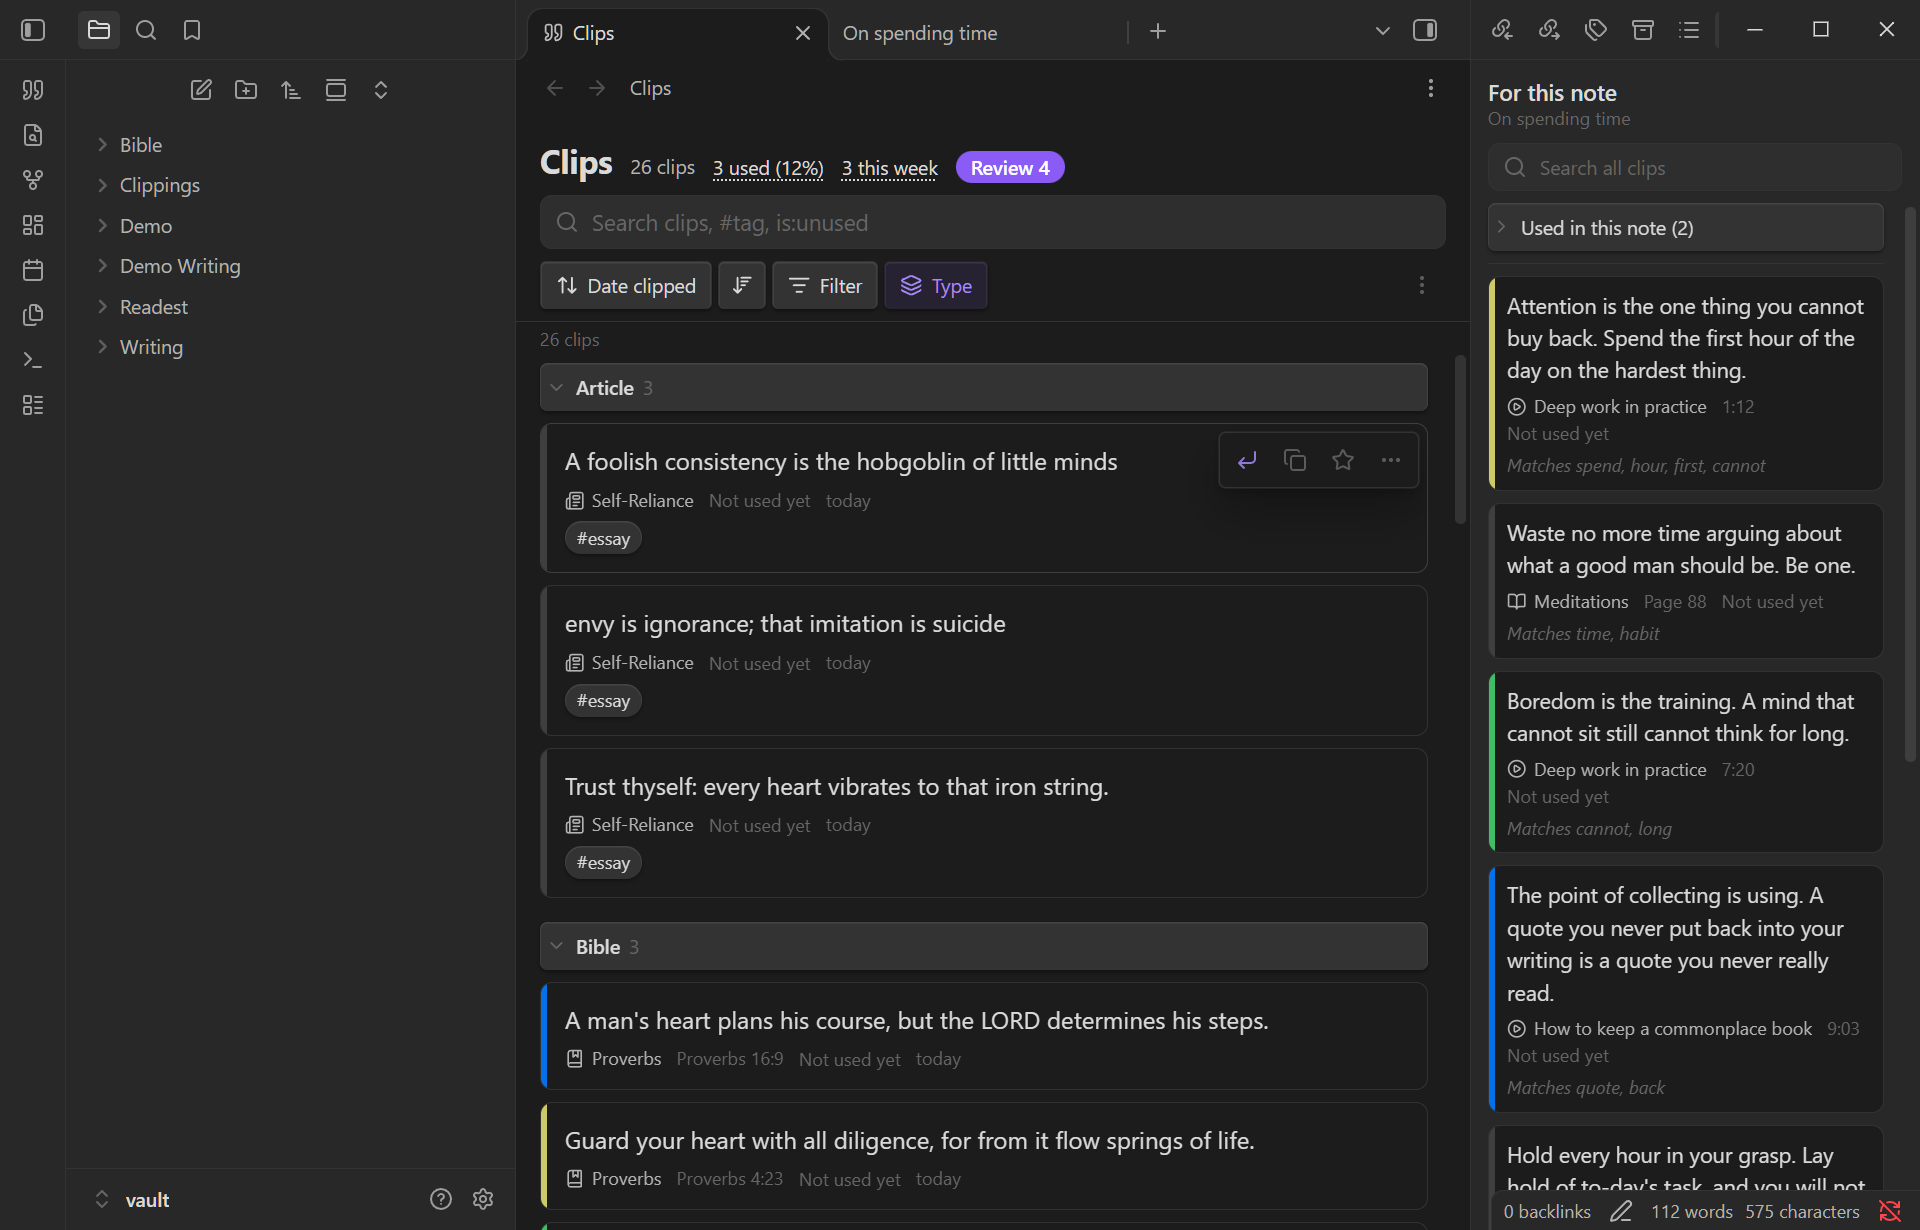 Clips
On spending time
Clips
Bible
Clippings
Demo
Demo Writing
Readest
Writing
vault
Clips 26 clips 3 used (12%) 3 this week Review 4
Search clips, #tag, is:unused
Date clipped Filter Type
26 clips
Article 3
A foolish consistency is the hobgoblin of little minds
Self-Reliance Not used yet today
#essay
envy is ignorance; that imitation is suicide
Self-Reliance Not used yet today
#essay
Trust thyself: every heart vibrates to that iron string.
Self-Reliance Not used yet today
#essay
Bible 3
A man's heart plans his course, but the LORD determines his steps.
Proverbs Proverbs 16:9 Not used yet today
Guard your heart with all diligence, for from it flow springs of life.
Proverbs Proverbs 4:23 Not used yet today
For this note
On spending time
Search all clips
Used in this note (2)
Attention is the one thing you cannot
buy back. Spend the first hour of the
day on the hardest thing.
Deep work in practice 1:12
Not used yet
Matches spend, hour, first, cannot
Waste no more time arguing about
what a good man should be. Be one.
Meditations Page 88 Not used yet
Matches time, habit
Boredom is the training. A mind that
cannot sit still cannot think for long.
Deep work in practice 7:20
Not used yet
Matches cannot, long
The point of collecting is using. A
quote you never put back into your
writing is a quote you never really
read.
How to keep a commonplace book 9:03
Not used yet
Matches quote, back
Hold every hour in your grasp. Lay
hold of to-day's task, and you will not
0 backlinks 112 words 575 characters